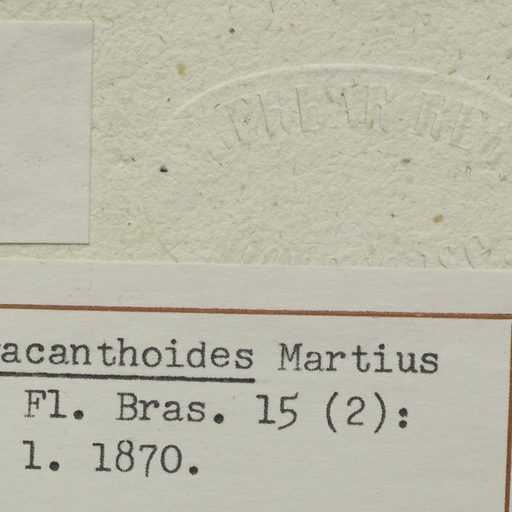 acanthoides Martius
Fl. Bras. 15 (2):
1. 1870.